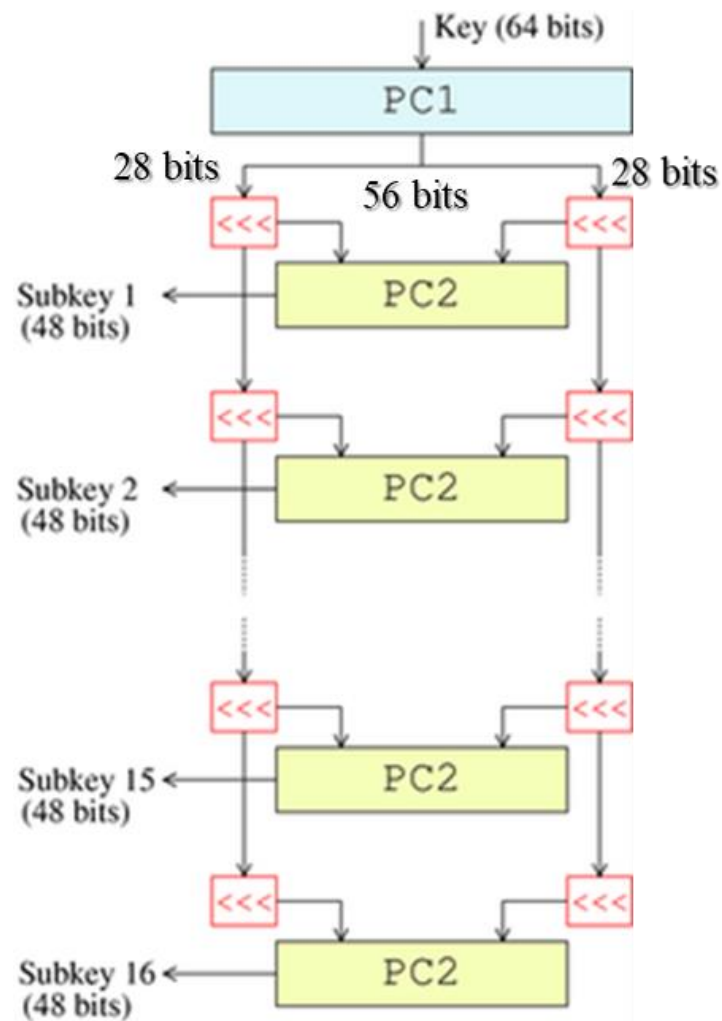 Key (64 bits)
PC1
28 bits
56 bits
28 bits
<<<
<<<
Subkey 1
(48 bits)
PC2
<<<
<<<
Subkey 2
(48 bits)
PC2
<<<
<<<
Subkey 15
(48 bits)
PC2
<<<
<<<
Subkey 16
(48 bits)
PC2